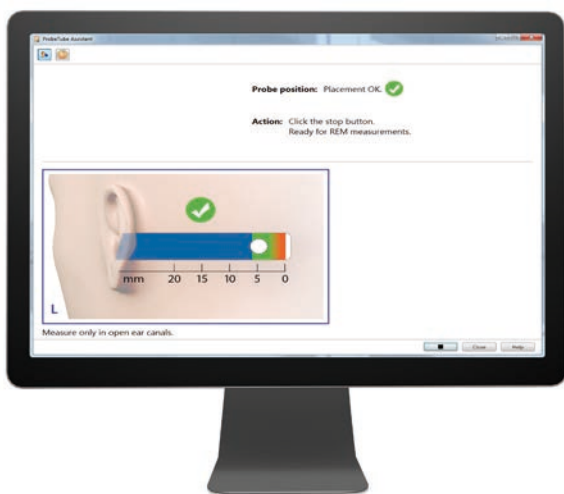 ProbeTube Assistant
Probe position: Placement OK.
Action: Click the stop button.
Ready for REM measurements.
mm 20 15 10 5 0
L
Measure only in open ear canals.
Close Help